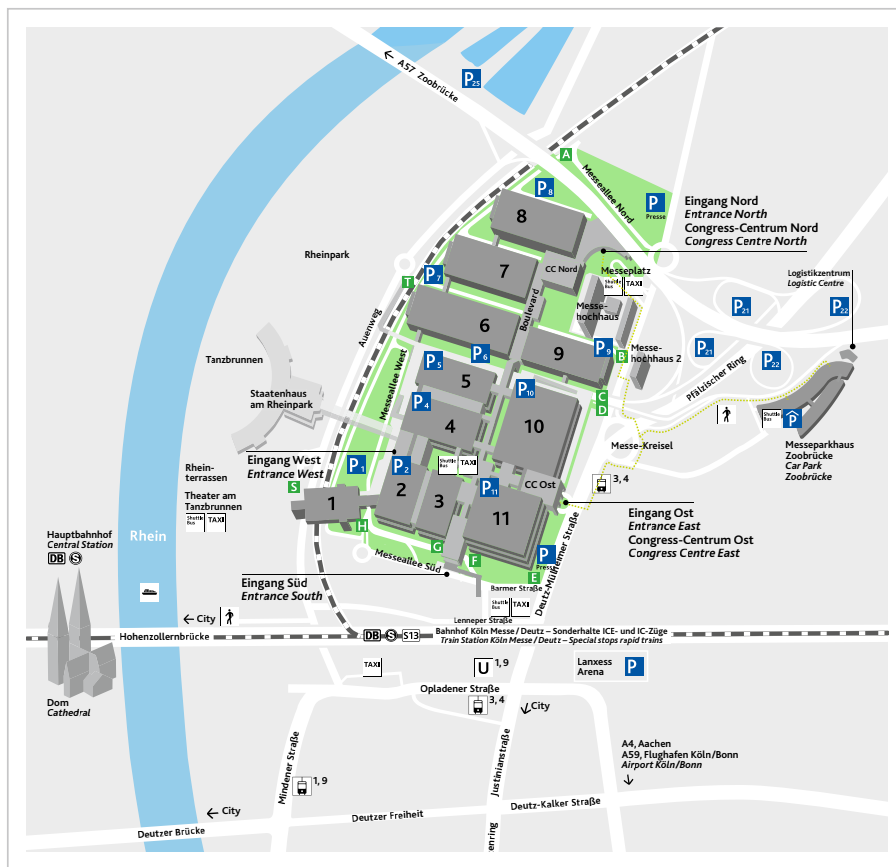 ← A57 Zoobrücke
P25
A
Messeallee Nord
P8
P
Presse
Eingang Nord
Entrance North
Congress-Centrum Nord
Congress Centre North
8
Rheinpark
7
CC Nord
Messeplatz
Shuttle Bus TAXI
Logistikzentrum
Logistic Centre
T
P7
Auenweg
Boulevard
Messe-
hochhaus
P21
P22
6
9
P9
B
Messe-
hochhaus 2
P21
P22
Tanzbrunnen
Messeallee West
P5
P6
5
P10
Pfälzischer Ring
Staatenhaus
am Rheinpark
P4
4
10
C
D
Shuttle Bus P
Messeparkhaus
Zoobrücke
Car Park
Zoobrücke
Messe-Kreisel
Eingang West
Entrance West
P1
P2
Shuttle Bus TAXI
Rhein-
terrassen
Theater am
Tanzbrunnen
Shuttle Bus TAXI
S
1
2
3
P11
CC Ost
3, 4
11
Eingang Ost
Entrance East
Congress-Centrum Ost
Congress Centre East
H
G
F
E
P
Presse
Messeallee Süd
Deutz-Mülheimer Straße
Hauptbahnhof
Central Station
DB S
Rhein
Eingang Süd
Entrance South
Barmer Straße
Shuttle Bus TAXI
Lenneper Straße
← City
Hohenzollernbrücke
DB S S13
Bahnhof Köln Messe / Deutz – Sonderhalte ICE- und IC-Züge
Train Station Köln Messe / Deutz – Special stops rapid trains
TAXI
U 1, 9
Lanxess
Arena
P
Opladener Straße
3, 4
City
Dom
Cathedral
Mindener Straße
1, 9
Justinianstraße
A4, Aachen
A59, Flughafen Köln/Bonn
Airport Köln/Bonn
← City
Deutzer Brücke
Deutzer Freiheit
Deutz-Kalker Straße
enring